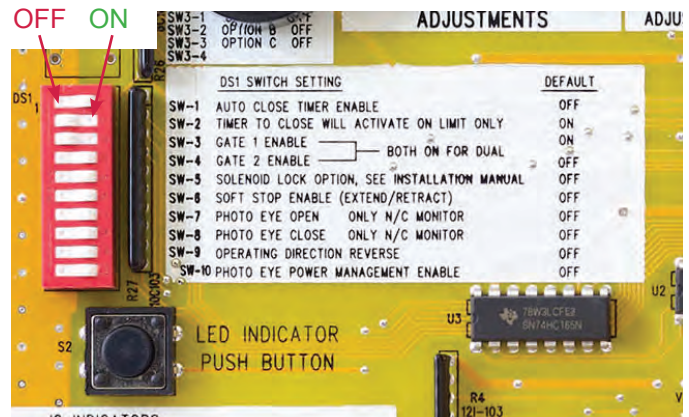 OFF ON
SW3-1
SW3-2 OPTION B OFF
SW3-3 OPTION C OFF
SW3-4
R26
ADJUSTMENTS
DS1
1
DS1 SWITCH SETTING DEFAULT
SW-1 AUTO CLOSE TIMER ENABLE OFF
SW-2 TIMER TO CLOSE WILL ACTIVATE ON LIMIT ONLY ON
SW-3 GATE 1 ENABLE ON
BOTH ON FOR DUAL
SW-4 GATE 2 ENABLE OFF
SW-5 SOLENOID LOCK OPTION, SEE INSTALLATION MANUAL OFF
SW-6 SOFT STOP ENABLE (EXTEND/RETRACT) OFF
SW-7 PHOTO EYE OPEN ONLY N/C MONITOR OFF
SW-8 PHOTO EYE CLOSE ONLY N/C MONITOR OFF
SW-9 OPERATING DIRECTION REVERSE OFF
SW-10 PHOTO EYE POWER MANAGEMENT ENABLE OFF
R27
U2
U3
78W3LCFE2
SN74HC165N
S2
LED INDICATOR
PUSH BUTTON
R4
121-103